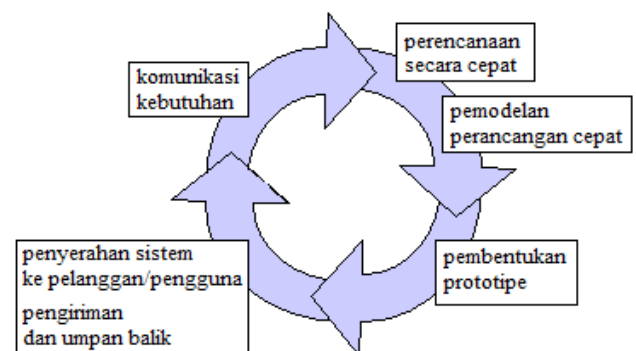 komunikasi
kebutuhan
perencanaan
secara cepat
pemodelan
perancangan cepat
pembentukan
prototipe
penyerahan sistem
ke pelanggan/pengguna
pengiriman
dan umpan balik